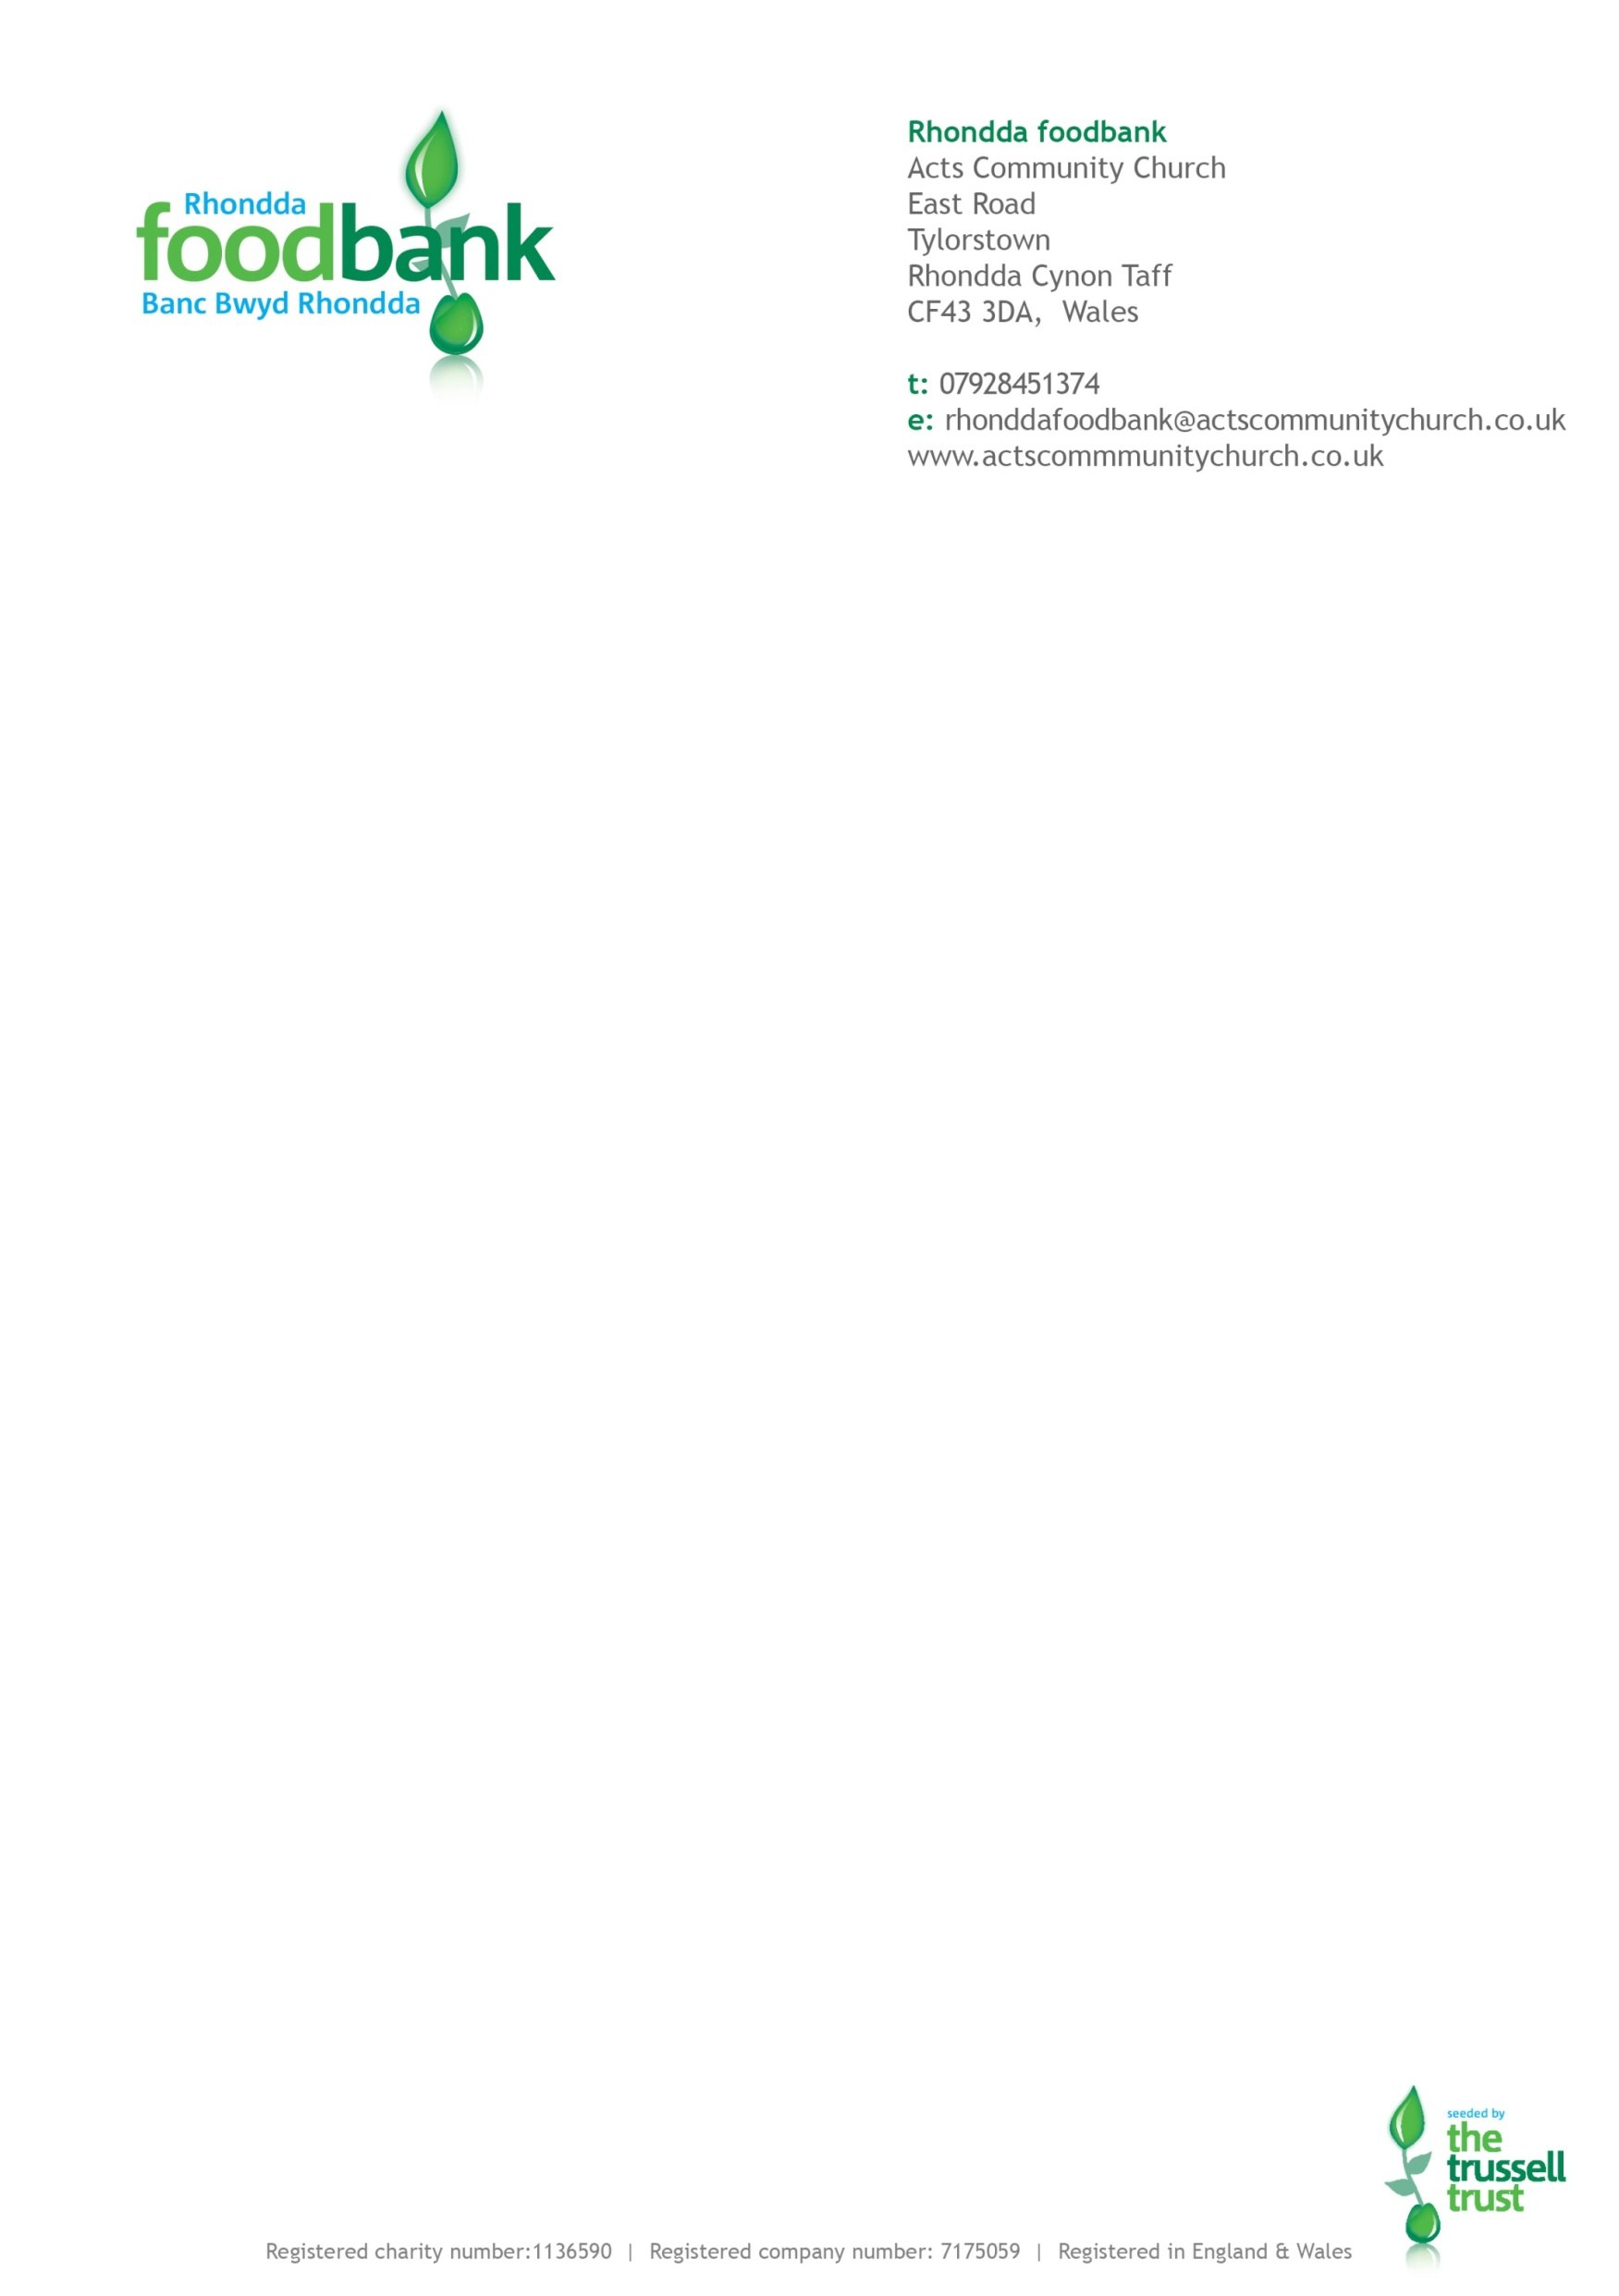 Rhondda
foodbank
Banc Bwyd Rhondda
Rhondda foodbank
Acts Community Church
East Road
Tylorstown
Rhondda Cynon Taff
CF43 3DA, Wales
t: 07928451374
e: rhonddafoodbank@actscommunitychurch.co.uk
www.actscommmunitychurch.co.uk
seeded by
the
trussell
trust
Registered charity number:1136590 | Registered company number: 7175059 | Registered in England & Wales